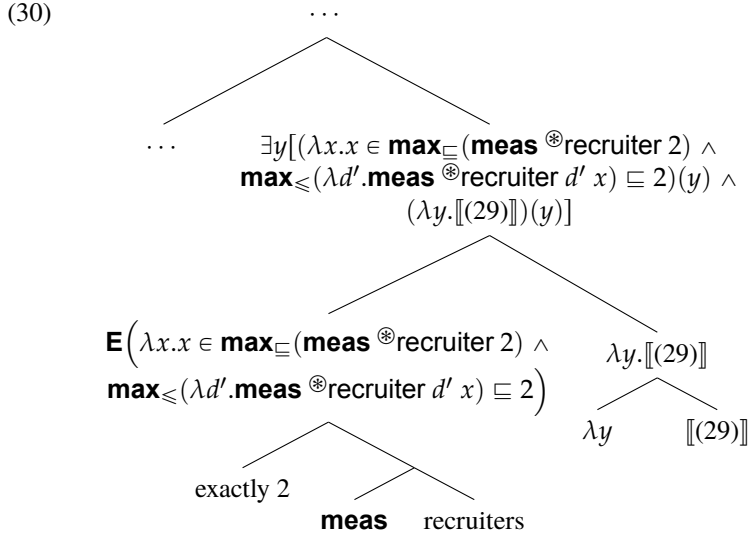 (30)
· · ·
· · ·
∃y[(λx.x ∈ max⊑(meas ⊛recruiter 2) ∧
max⩽(λd′.meas ⊛recruiter d′ x) ⊑ 2)(y) ∧
(λy.⟦(29)⟧)(y)]
E(λx.x ∈ max⊑(meas ⊛recruiter 2) ∧
max⩽(λd′.meas ⊛recruiter d′ x) ⊑ 2)
λy.⟦(29)⟧
λy
⟦(29)⟧
exactly 2
meas
recruiters